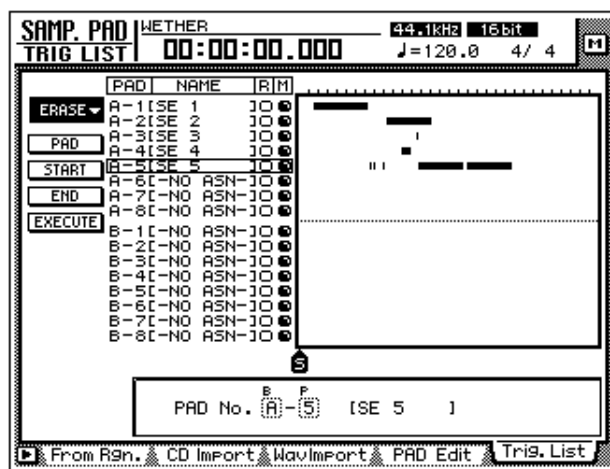 SAMP. PAD WETHER 44.1kHz 16bit
TRIG LIST 00:00:00.000 ♩=120.0 4/ 4 M
PAD NAME R M
ERASE
PAD
START
END
EXECUTE
A-1[SE 1 ]
A-2[SE 2 ]
A-3[SE 3 ]
A-4[SE 4 ]
A-5[SE 5 ]
A-6[-NO ASN-]
A-7[-NO ASN-]
A-8[-NO ASN-]
B-1[-NO ASN-]
B-2[-NO ASN-]
B-3[-NO ASN-]
B-4[-NO ASN-]
B-5[-NO ASN-]
B-6[-NO ASN-]
B-7[-NO ASN-]
B-8[-NO ASN-]
S
B P
PAD No. A-5 [SE 5 ]
From Rgn. CD Import WavImport PAD Edit Trig.List